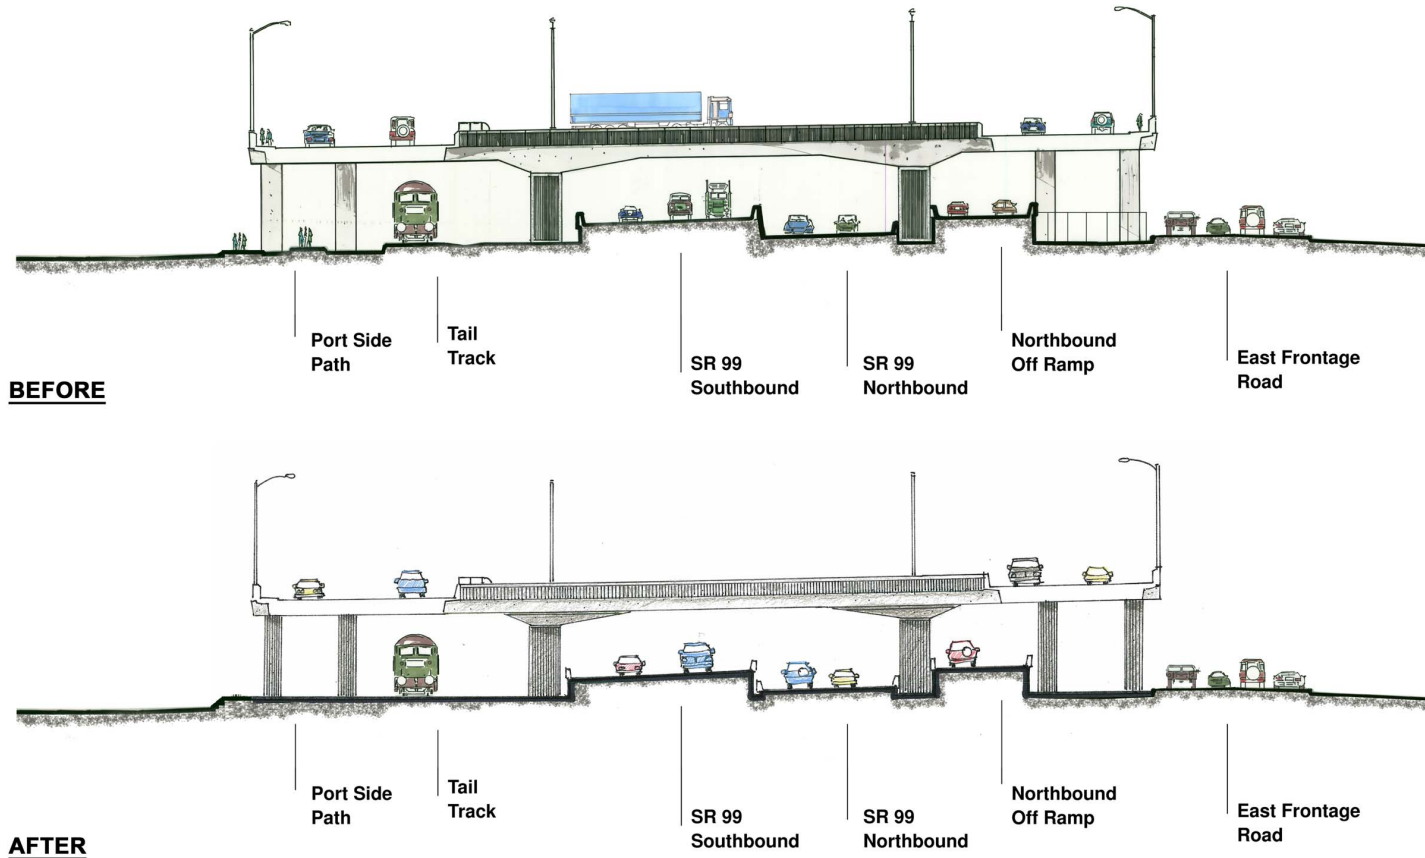 Port Side
Path
Tail
Track
SR 99
Southbound
SR 99
Northbound
Northbound
Off Ramp
East Frontage
Road
BEFORE
Port Side
Path
Tail
Track
SR 99
Southbound
SR 99
Northbound
Northbound
Off Ramp
East Frontage
Road
AFTER